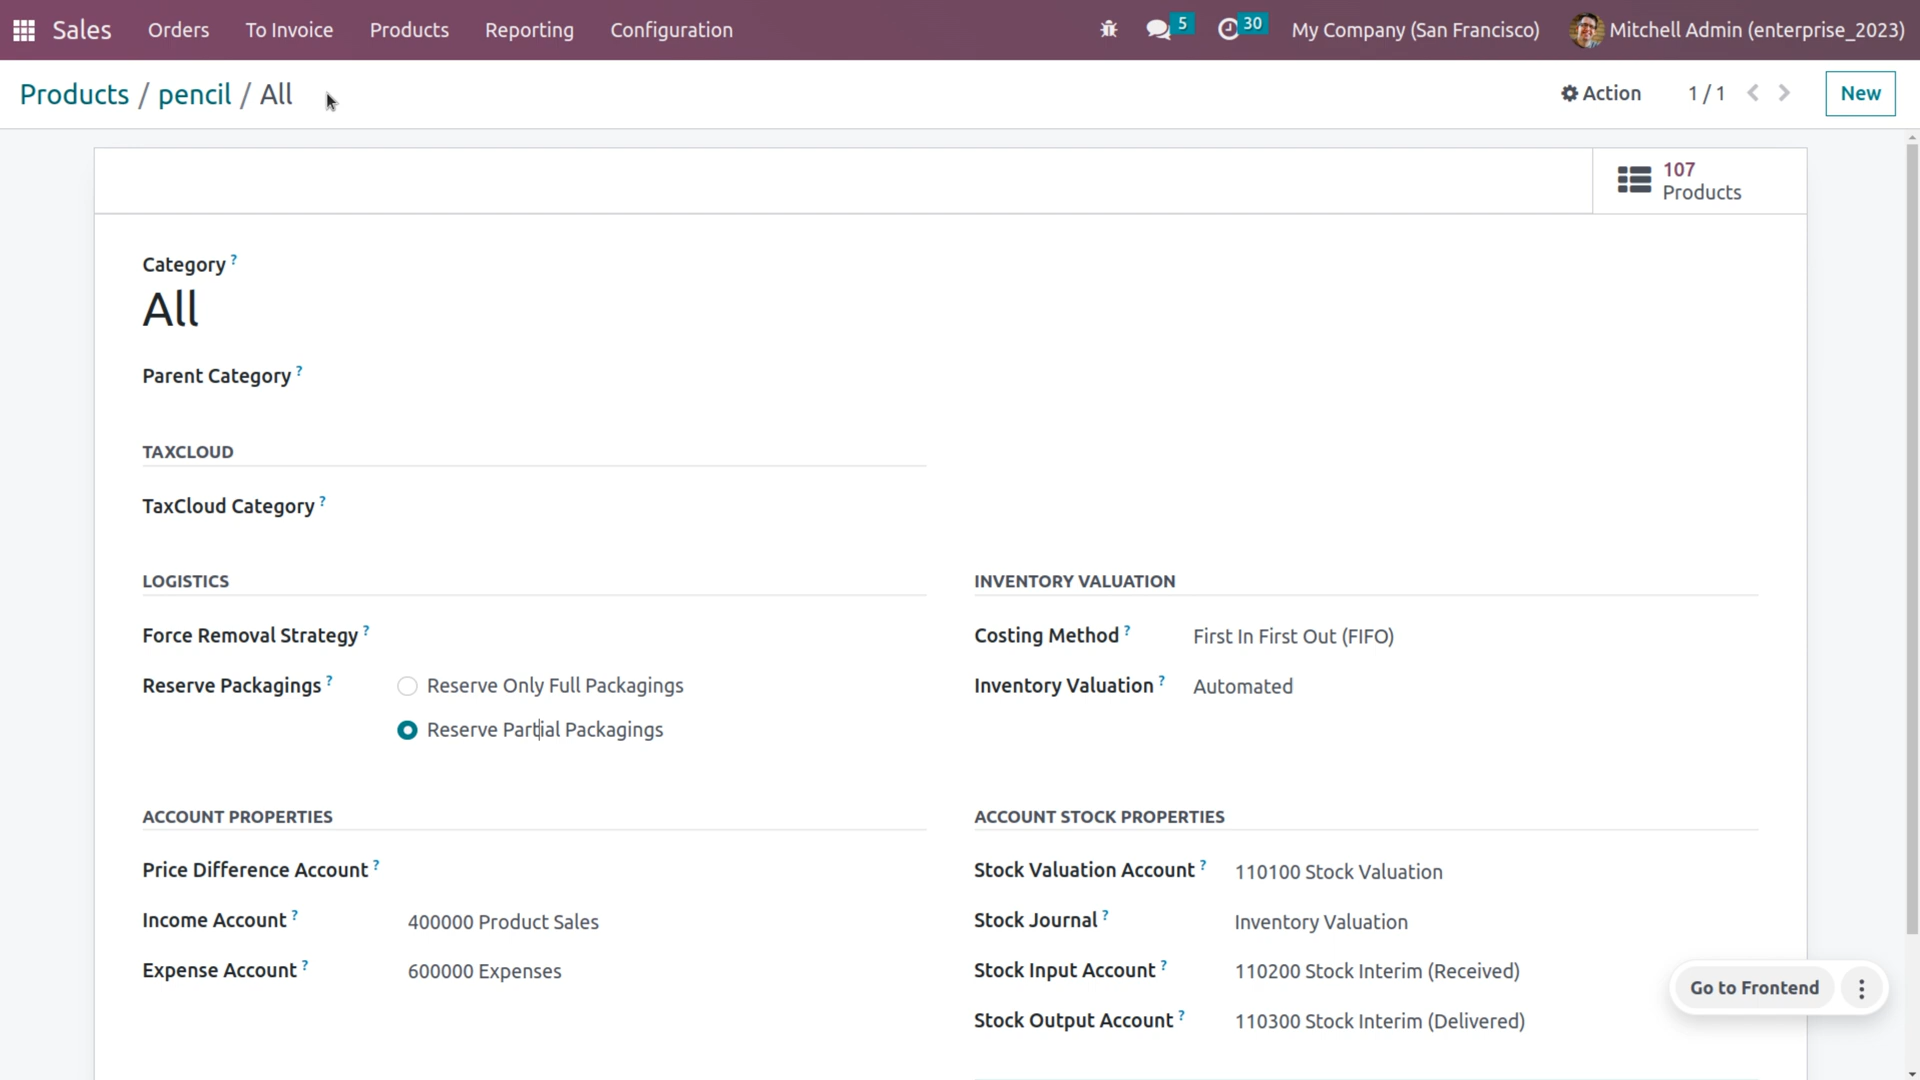 Sales Orders To Invoice Products Reporting Configuration 5 30 My Company (San Francisco) Mitchell Admin (enterprise_2023)
Products / pencil / All Action 1 / 1 New
107
Products
Category ?
All
Parent Category ?
TAXCLOUD
TaxCloud Category ?
LOGISTICS INVENTORY VALUATION
Force Removal Strategy ? Costing Method ? First In First Out (FIFO)
Reserve Packagings ? Reserve Only Full Packagings Inventory Valuation ? Automated
Reserve Partial Packagings
ACCOUNT PROPERTIES ACCOUNT STOCK PROPERTIES
Price Difference Account ? Stock Valuation Account ? 110100 Stock Valuation
Income Account ? 400000 Product Sales Stock Journal ? Inventory Valuation
Expense Account ? 600000 Expenses Stock Input Account ? 110200 Stock Interim (Received)
Go to Frontend
Stock Output Account ? 110300 Stock Interim (Delivered)